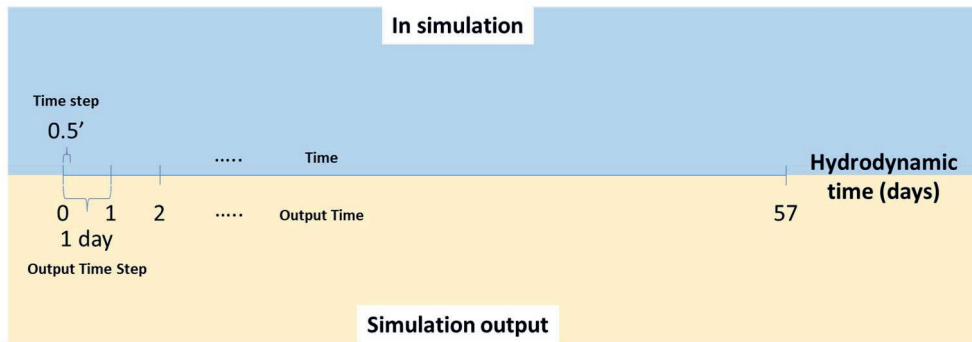 In simulation
Time step
0.5′
..... Time
Hydrodynamic
time (days)
0 1 2 ..... Output Time 57
1 day
Output Time Step
Simulation output